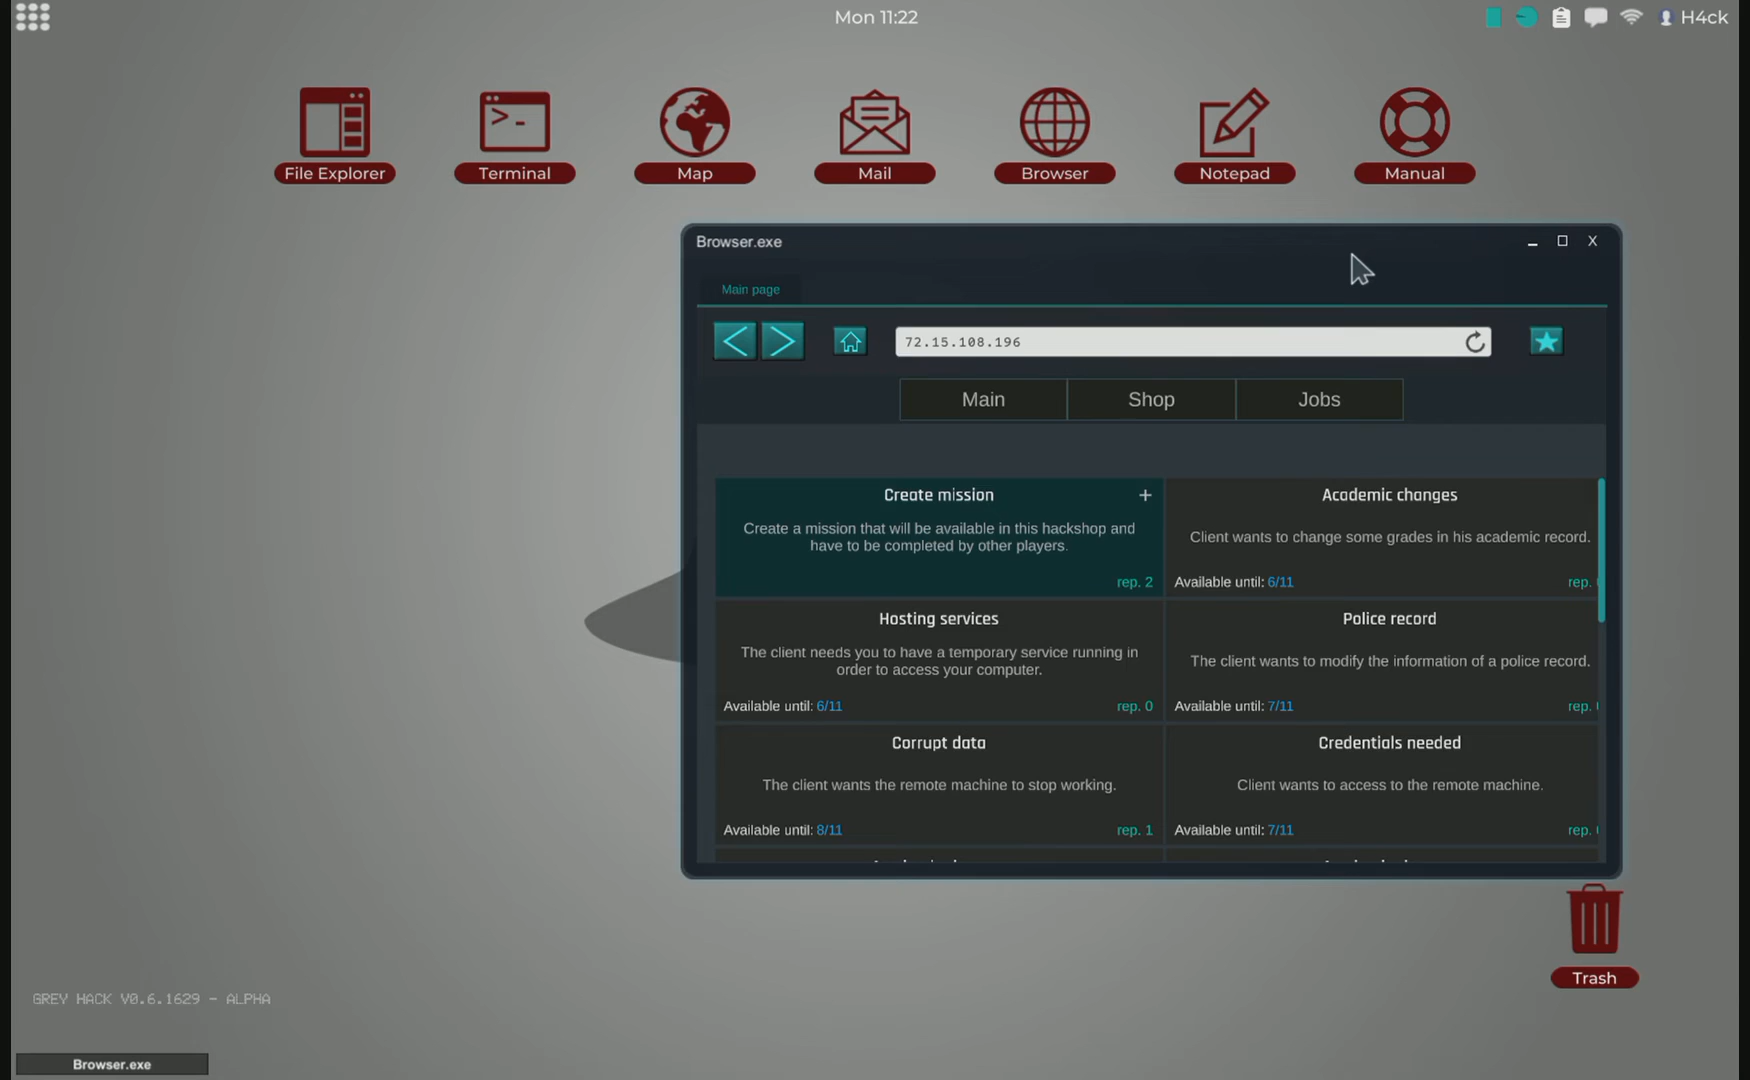 Mon 11:22
H4ck
File Explorer
Terminal
Map
Mail
Browser
Notepad
Manual
Browser.exe
Main page
72.15.108.196
Main
Shop
Jobs
Create mission
Create a mission that will be available in this hackshop and
have to be completed by other players.
rep. 2
Academic changes
Client wants to change some grades in his academic record.
Available until: 6/11
rep.
Hosting services
The client needs you to have a temporary service running in
order to access your computer.
Available until: 6/11
rep. 0
Police record
The client wants to modify the information of a police record.
Available until: 7/11
rep.
Corrupt data
The client wants the remote machine to stop working.
Available until: 8/11
rep. 1
Credentials needed
Client wants to access to the remote machine.
Available until: 7/11
rep.
Trash
GREY HACK V0.6.1629 - ALPHA
Browser.exe